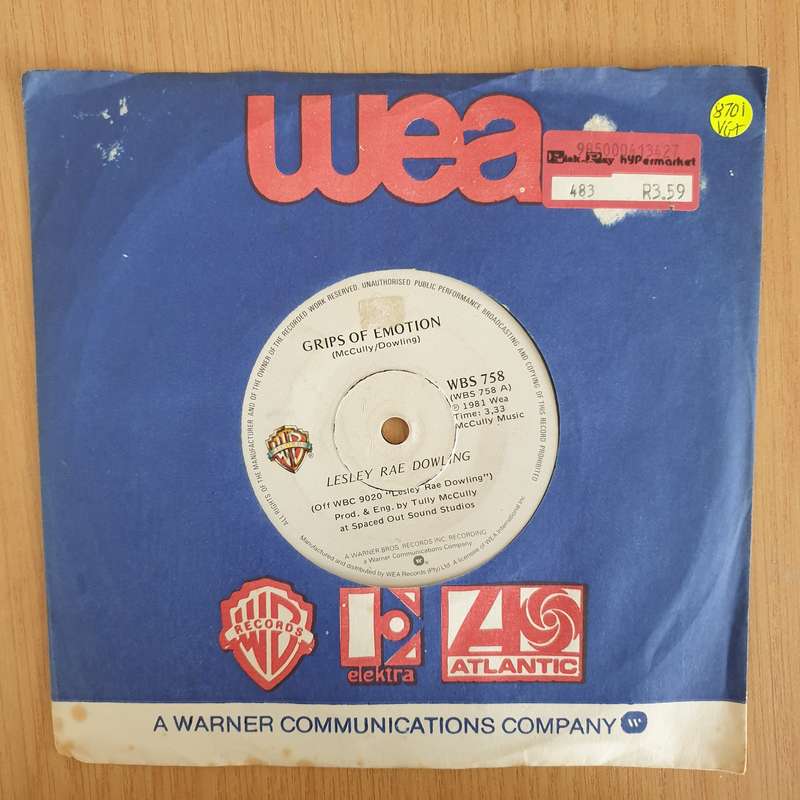 wea
8701
VG+
985000413627
Pick 'n Pay hypermarket
483 R3.59
ALL RIGHTS OF THE MANUFACTURER AND OF THE OWNER OF THE RECORDED WORK RESERVED. UNAUTHORISED PUBLIC PERFORMANCE BROADCASTING AND COPYING OF THIS RECORD PROHIBITED
GRIPS OF EMOTION
(McCully/Dowling)
WBS 758
(WBS 758 A)
℗ 1981 Wea
Time: 3,33
McCully Music
LESLEY RAE DOWLING
(Off WBC 9020 "Lesley Rae Dowling")
Prod. & Eng. by Tully McCully
at Spaced Out Sound Studios
A WARNER BROS. RECORDS INC. RECORDING
a Warner Communications Company
Manufactured and distributed by WEA Records (Pty) Ltd. A licensee of WEA International Inc.
WB
RECORDS
elektra
ATLANTIC
A WARNER COMMUNICATIONS COMPANY